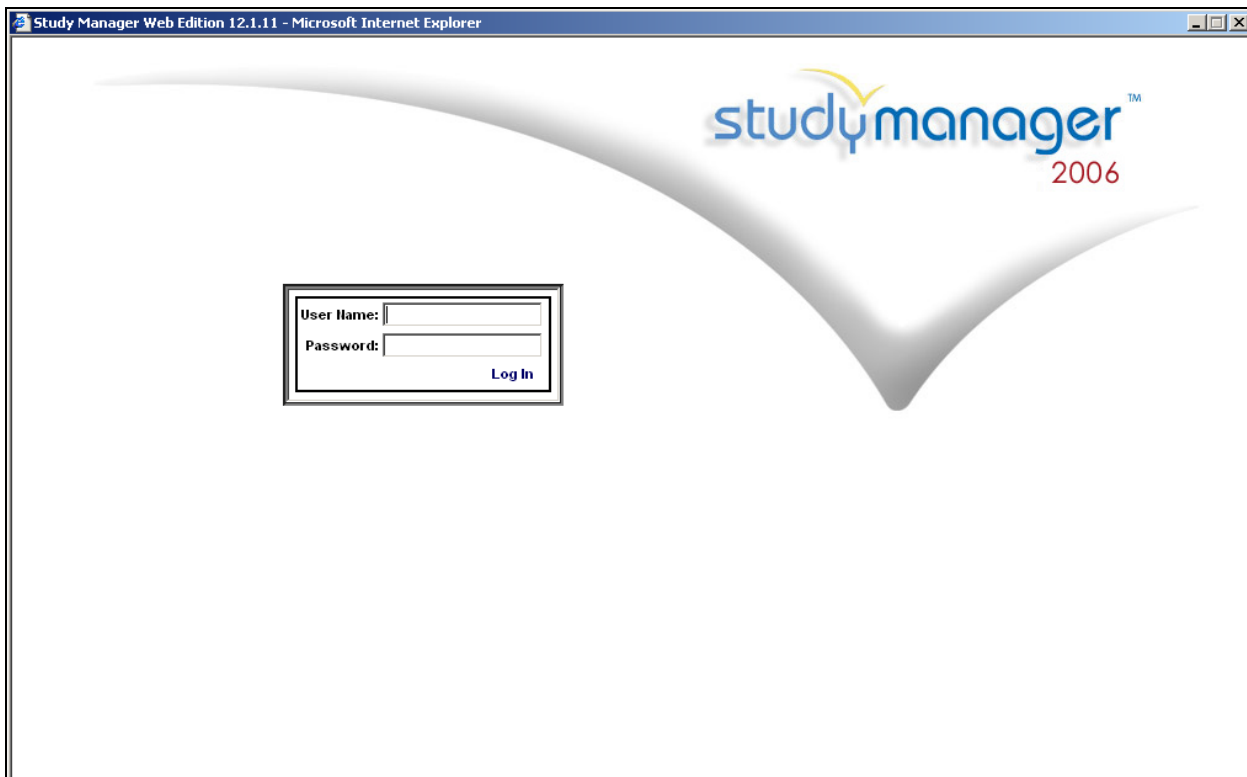 Study Manager Web Edition 12.1.11 - Microsoft Internet Explorer
studymanager™
2006
User Name:
Password:
Log In